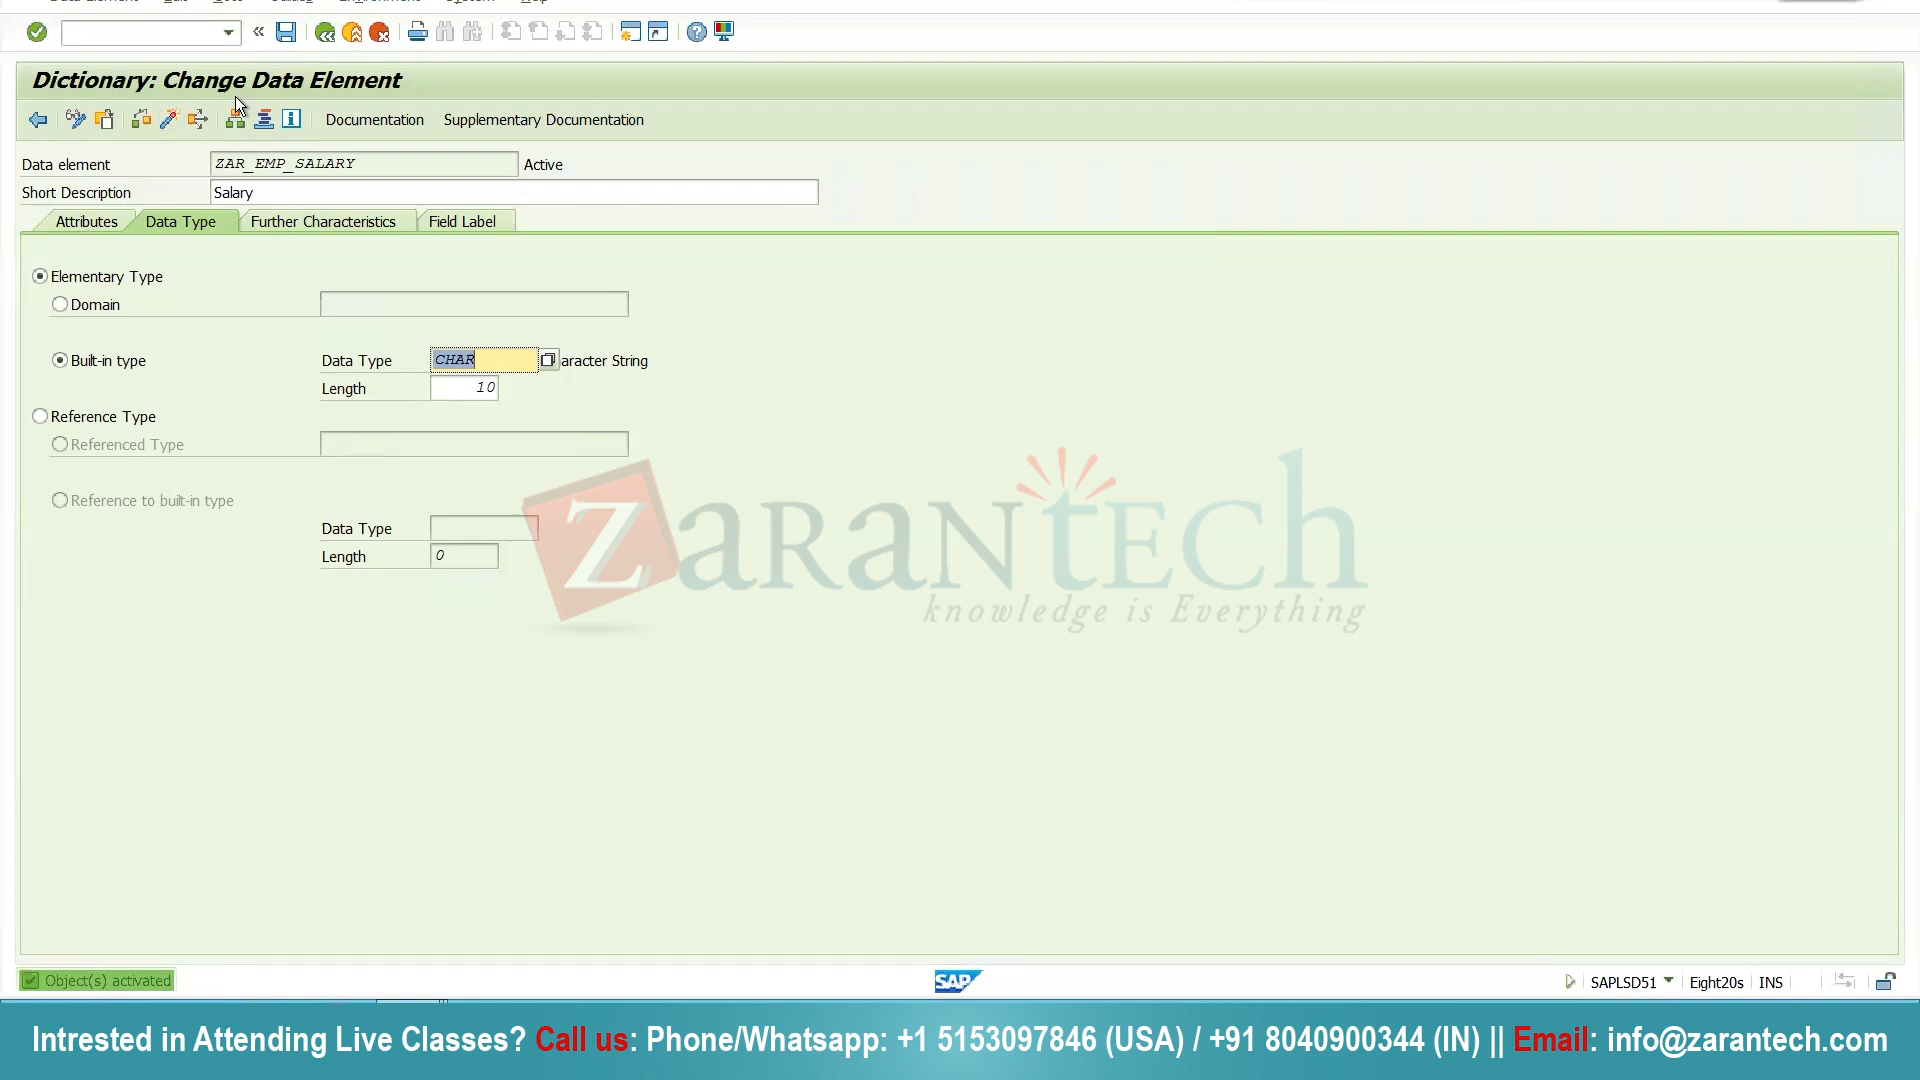 Dictionary: Change Data Element
Documentation Supplementary Documentation
Data element ZAR_EMP_SALARY Active
Short Description Salary
Attributes Data Type Further Characteristics Field Label
Elementary Type
Domain
Built-in type Data Type CHAR aracter String
Length 10
Reference Type
Referenced Type
Reference to built-in type
Data Type
Length 0
ZaranTech
knowledge is Everything
Object(s) activated SAP SAPLSD51 Eight20s INS
Intrested in Attending Live Classes? Call us: Phone/Whatsapp: +1 5153097846 (USA) / +91 8040900344 (IN) || Email: info@zarantech.com